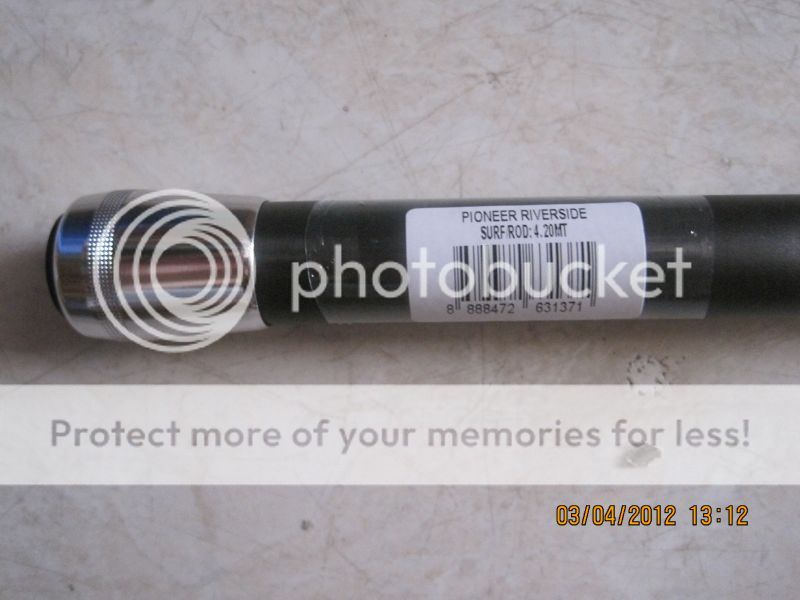 PIONEER RIVERSIDE
SURF/ROD: 4.20MT
8 888472 631371
photobucket
Protect more of your memories for less!
03/04/2012 13:12